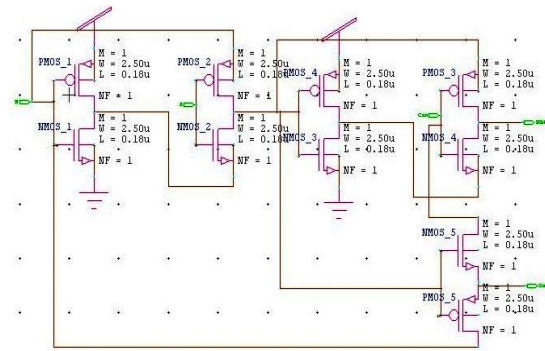 PMOS_1
M = 1
W = 2.50u
L = 0.18u
NF = 1
NMOS_1
M = 1
W = 2.50u
L = 0.18u
NF = 1
PMOS_2
M = 1
W = 2.50u
L = 0.18u
NF = 1
NMOS_2
M = 1
W = 2.50u
L = 0.18u
NF = 1
PMOS_4
M = 1
W = 2.50u
L = 0.18u
NF = 1
NMOS_3
M = 1
W = 2.50u
L = 0.18u
NF = 1
PMOS_3
M = 1
W = 2.50u
L = 0.18u
NF = 1
NMOS_4
M = 1
W = 2.50u
L = 0.18u
NF = 1
NMOS_5
M = 1
W = 2.50u
L = 0.18u
NF = 1
PMOS_5
M = 1
W = 2.50u
L = 0.18u
NF = 1